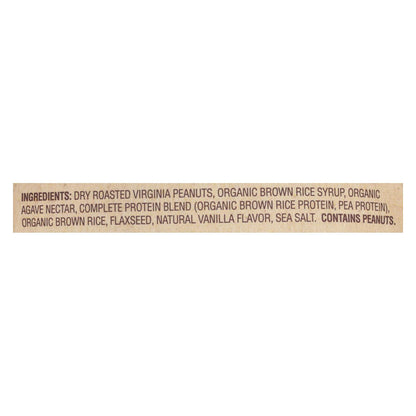 INGREDIENTS: DRY ROASTED VIRGINIA PEANUTS, ORGANIC BROWN RICE SYRUP, ORGANIC
AGAVE NECTAR, COMPLETE PROTEIN BLEND (ORGANIC BROWN RICE PROTEIN, PEA PROTEIN),
ORGANIC BROWN RICE, FLAXSEED, NATURAL VANILLA FLAVOR, SEA SALT. CONTAINS PEANUTS.